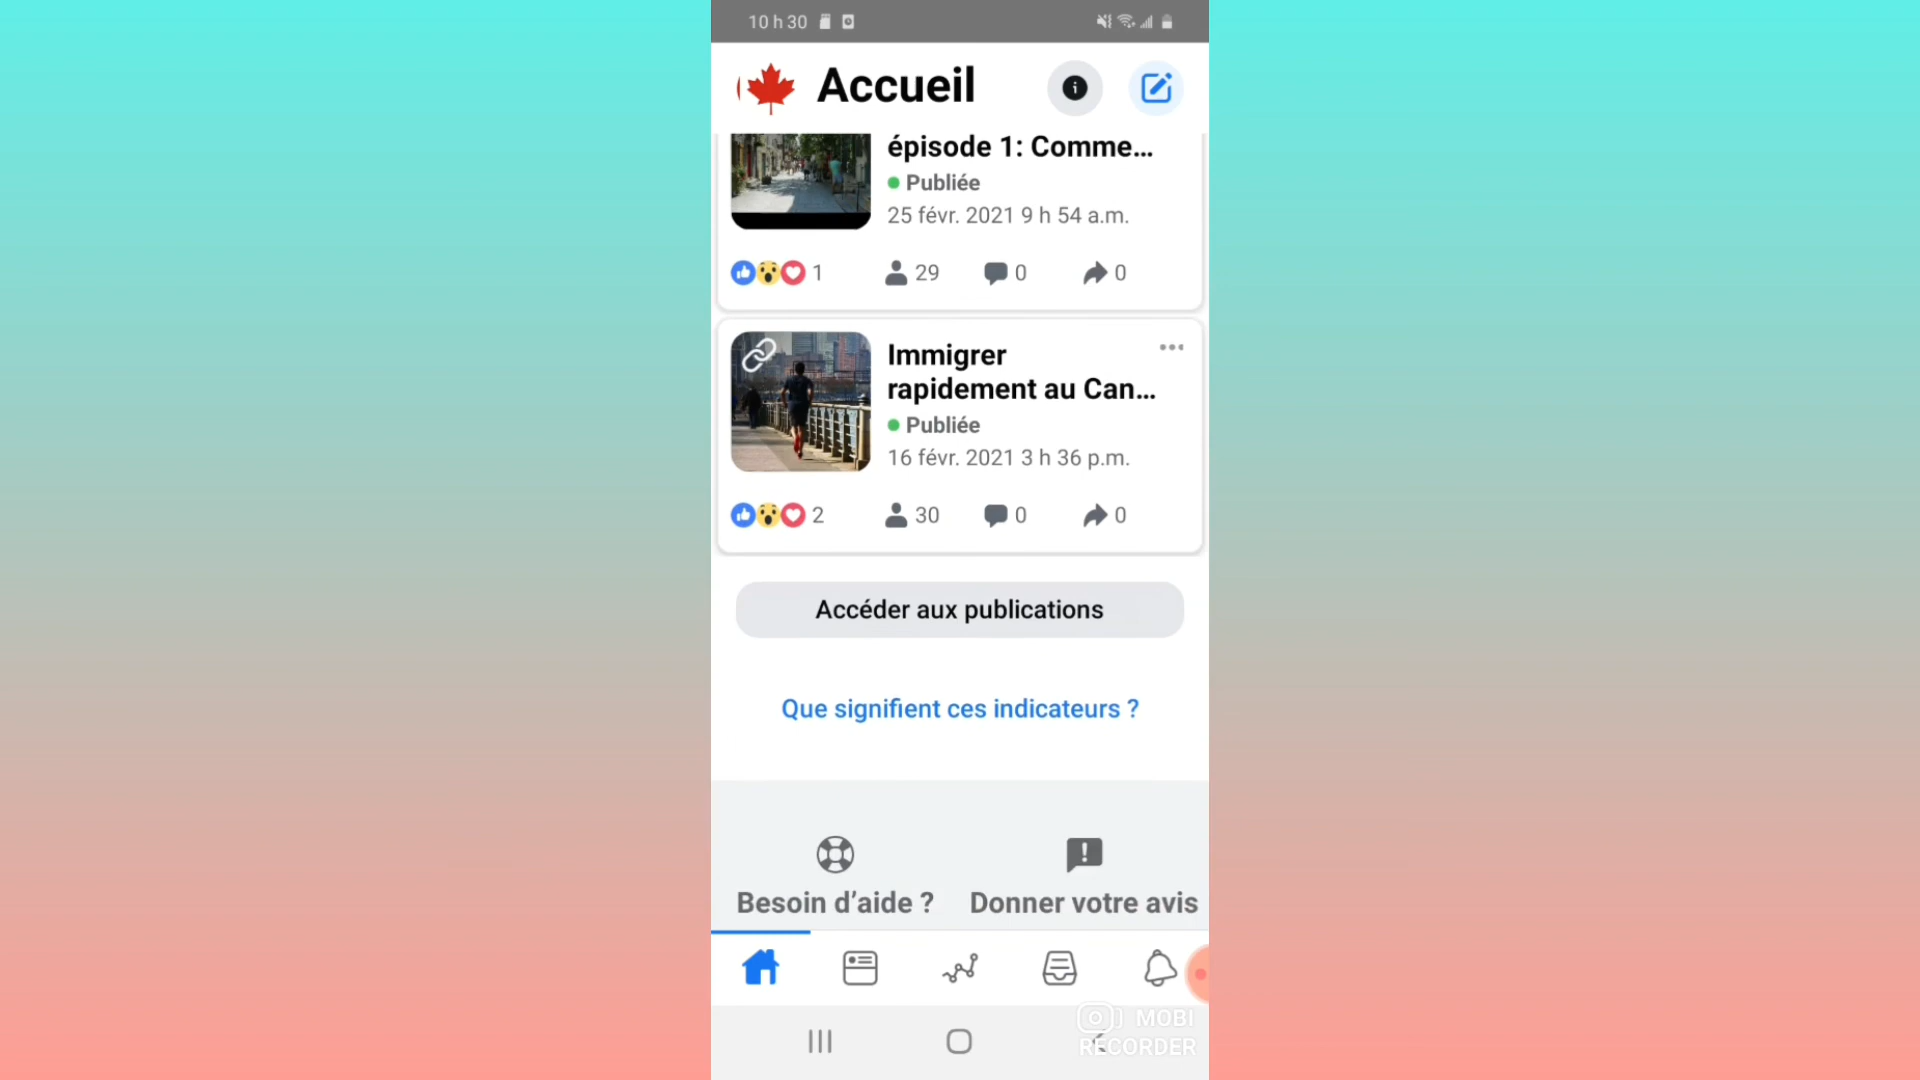 10 h 30
Accueil
épisode 1: Comme...
Publiée
25 févr. 2021 9 h 54 a.m.
1 29 0 0
Immigrer
rapidement au Can...
Publiée
16 févr. 2021 3 h 36 p.m.
2 30 0 0
Accéder aux publications
Que signifient ces indicateurs ?
Besoin d’aide ?
Donner votre avis
MOBI
RECORDER